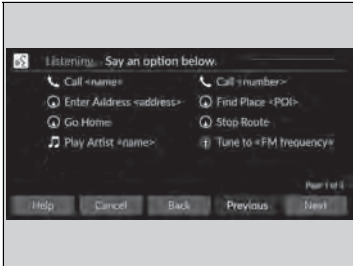 Listening... Say an option below.
Call <name>
Call <number>
Enter Address <address>
Find Place <POI>
Go Home
Stop Route
Play Artist <name>
Tune to <FM frequency>
Page 1 of
Help Cancel Back Previous Next